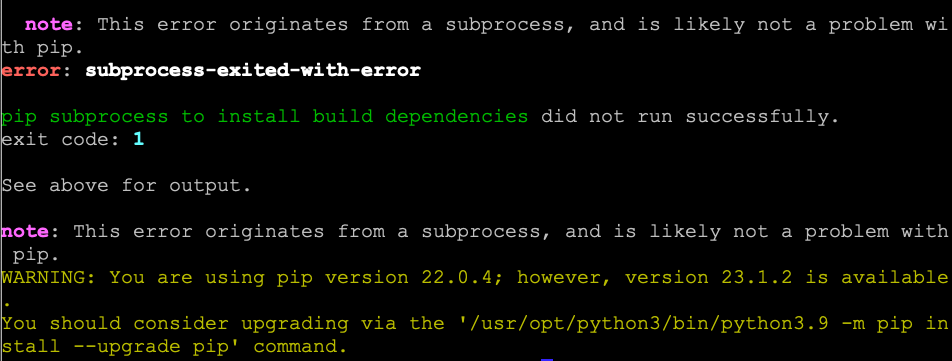 note: This error originates from a subprocess, and is likely not a problem wi
th pip.
error: subprocess-exited-with-error
pip subprocess to install build dependencies did not run successfully.
exit code: 1
See above for output.
note: This error originates from a subprocess, and is likely not a problem with
pip.
WARNING: You are using pip version 22.0.4; however, version 23.1.2 is available
.
You should consider upgrading via the '/usr/opt/python3/bin/python3.9 -m pip in
stall --upgrade pip' command.